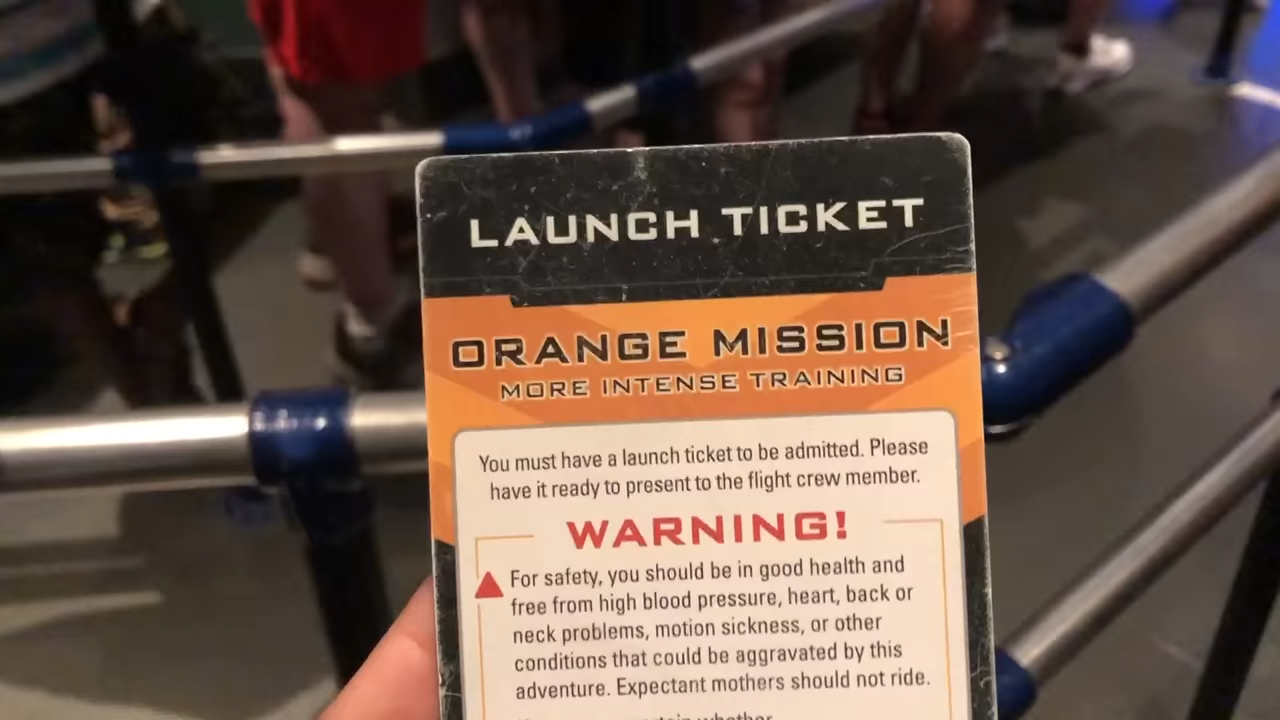 LAUNCH TICKET
ORANGE MISSION
MORE INTENSE TRAINING
You must have a launch ticket to be admitted. Please
have it ready to present to the flight crew member.
WARNING!
For safety, you should be in good health and
free from high blood pressure, heart, back or
neck problems, motion sickness, or other
conditions that could be aggravated by this
adventure. Expectant mothers should not ride.
whether